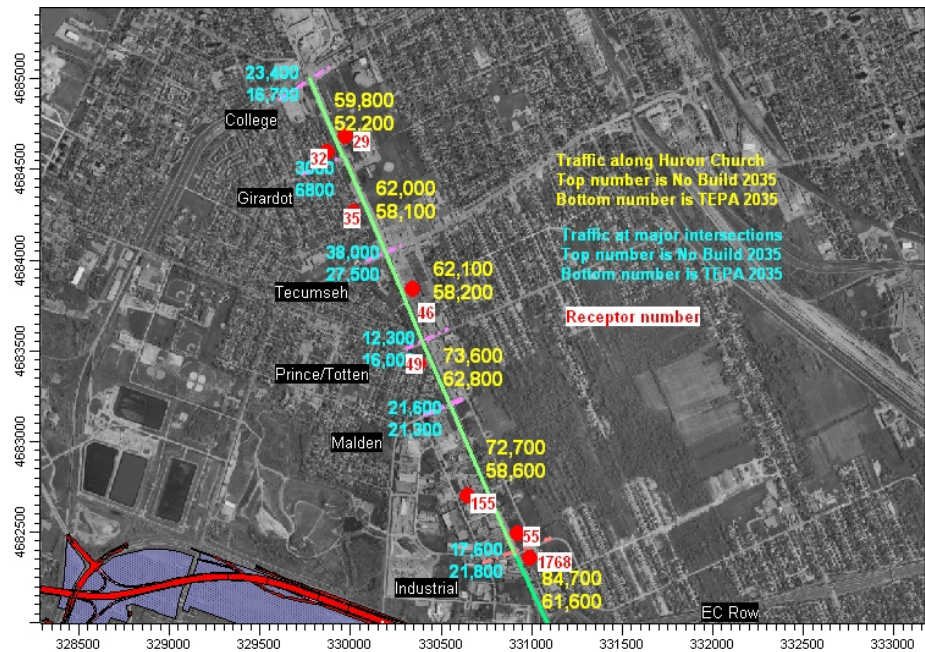 4685000
4684500
4684000
4683500
4683000
4682500
23,400
16,700
College
59,800
52,200
29
32
3000
6800
Girardot
62,000
58,100
35
38,000
27,500
Tecumseh
62,100
58,200
46
12,300
16,00
49
Prince/Totten
73,600
62,800
21,600
21,300
Malden
72,700
58,600
155
55
17,600
21,800
1768
Industrial
84,700
61,600
EC Row
Traffic along Huron Church
Top number is No Build 2035
Bottom number is TEPA 2035
Traffic at major intersections
Top number is No Build 2035
Bottom number is TEPA 2035
Receptor number
328500 329000 329500 330000 330500 331000 331500 332000 332500 333000